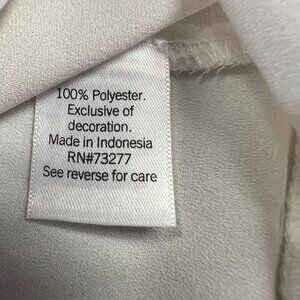 100% Polyester.
Exclusive of
decoration.
Made in Indonesia
RN#73277
See reverse for care